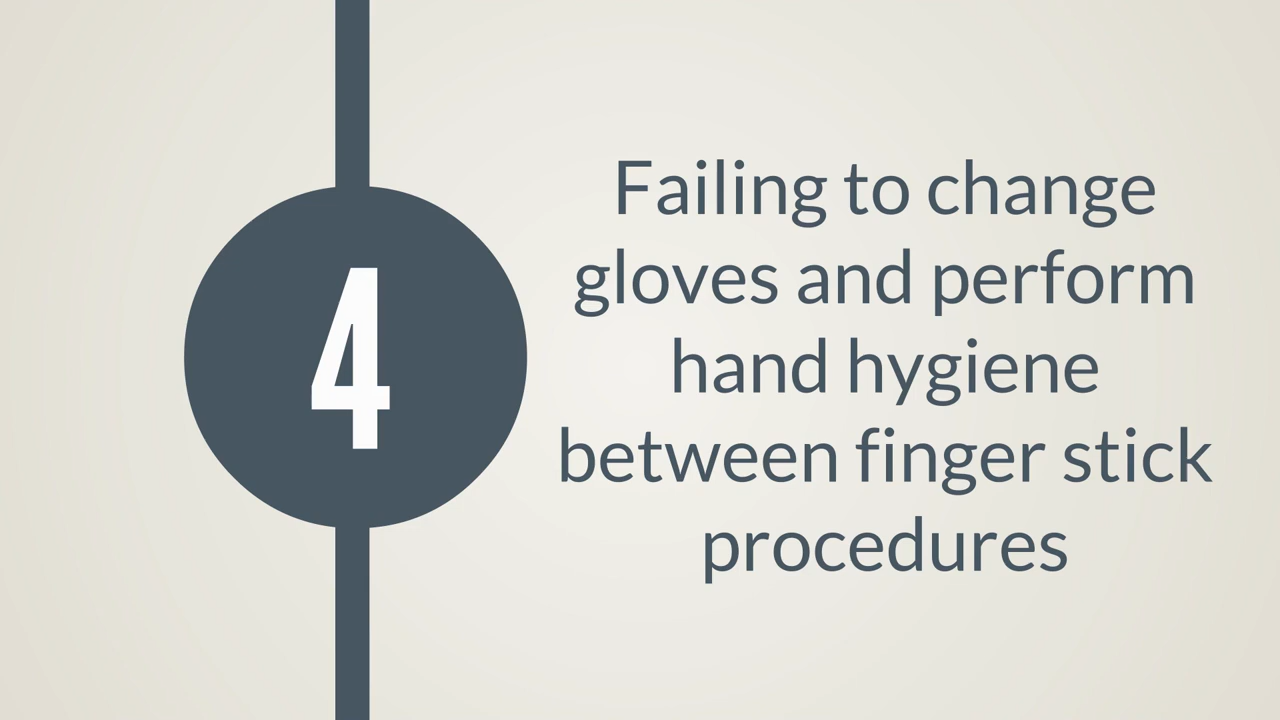 4
Failing to change
gloves and perform
hand hygiene
between finger stick
procedures